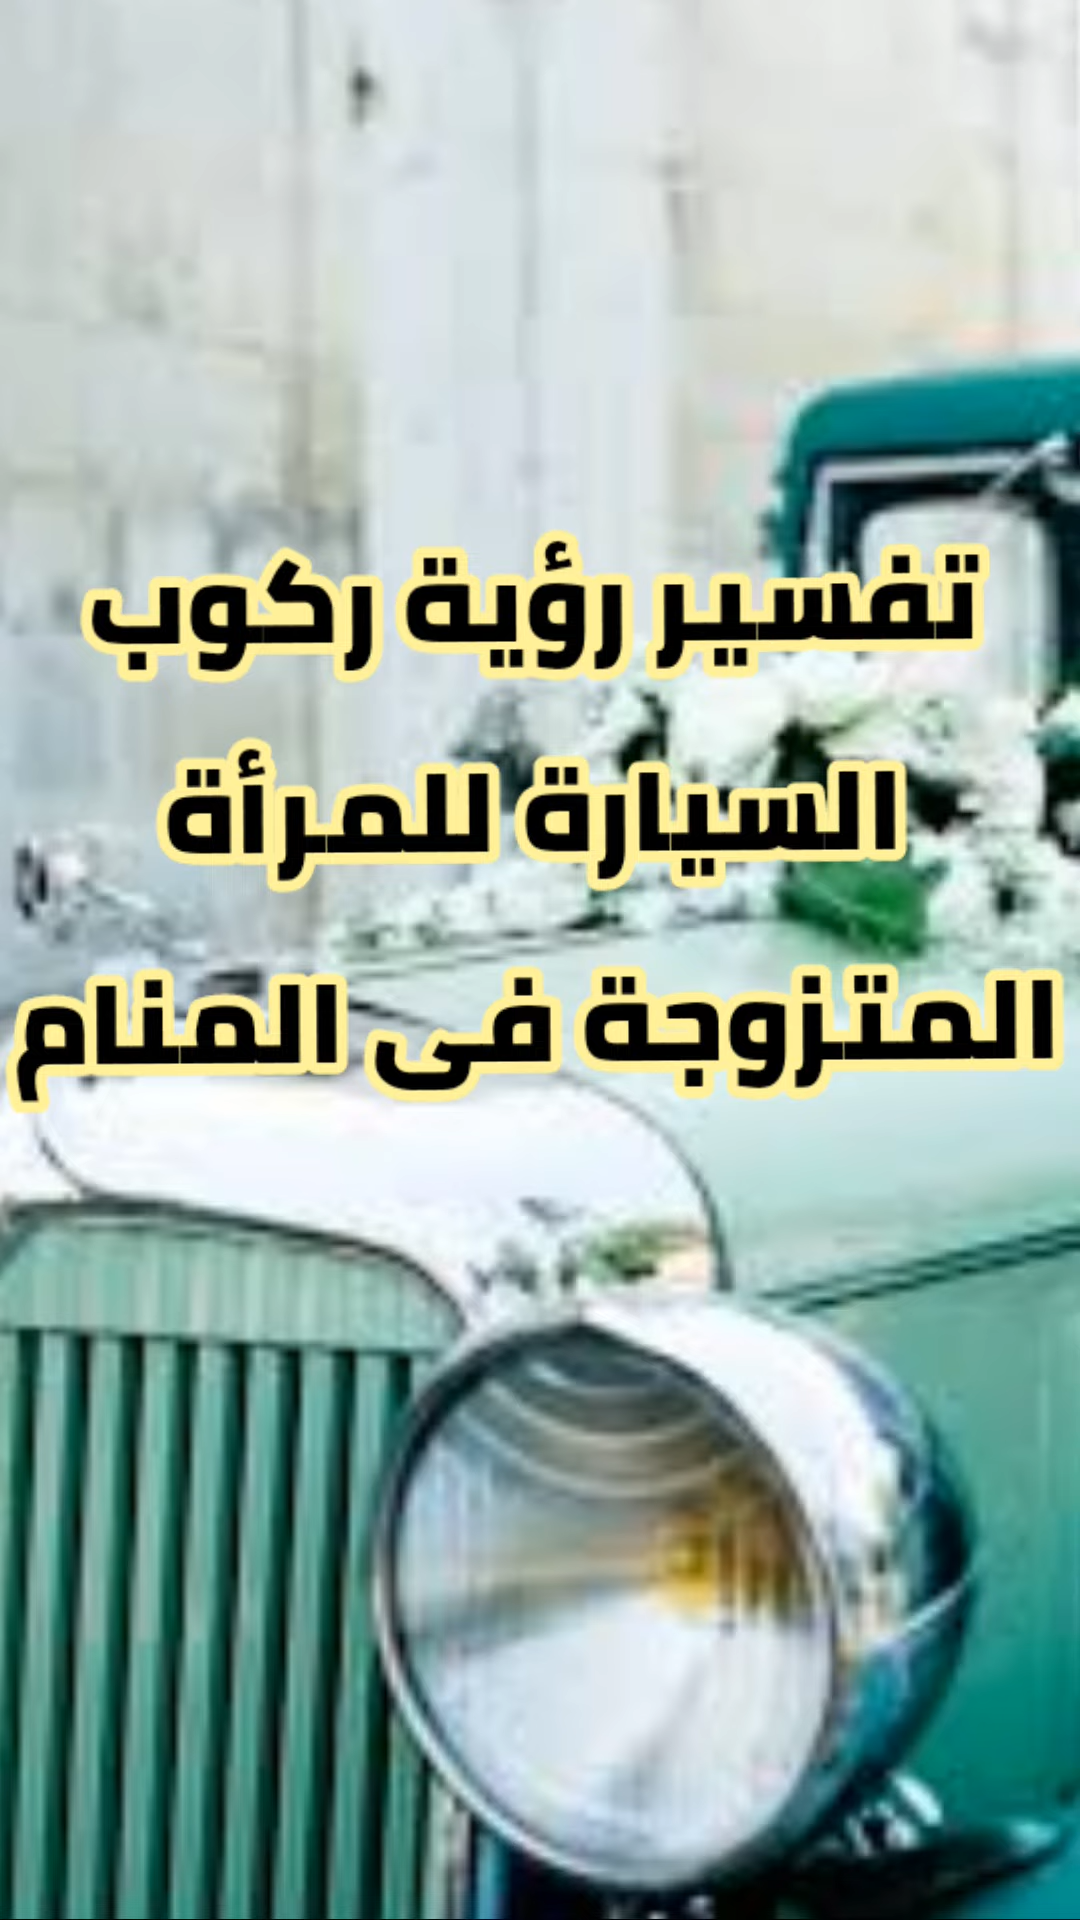 تفسير رؤية ركوب
السيارة للمرأة
المتزوجة فى المنام